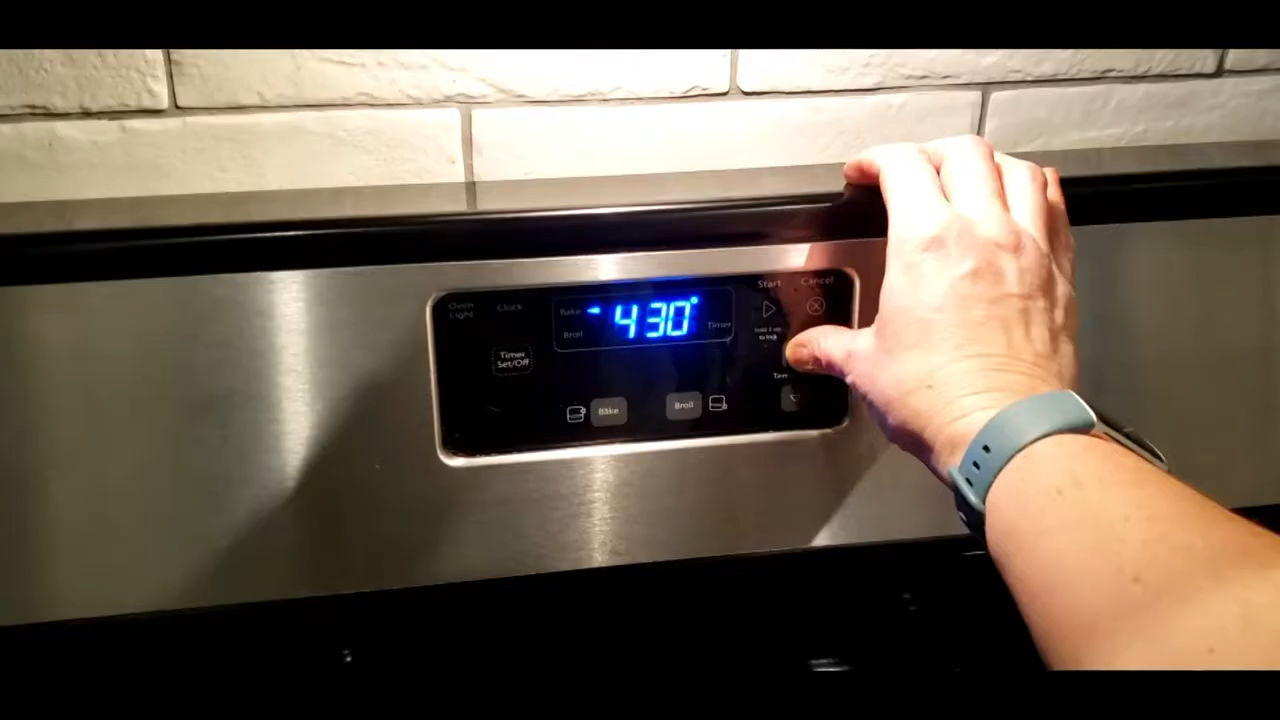 Oven
Light
Clock
Timer
Set/Off
Bake
Broil
430°
Timer
Start
Cancel
Bake
Broil